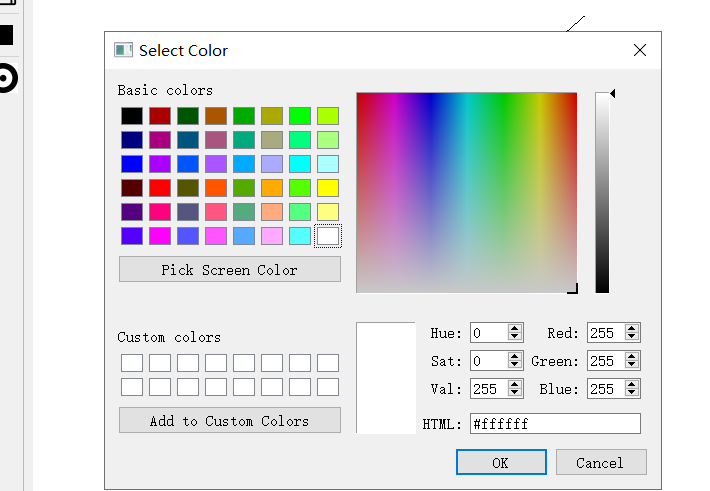 Select Color
Basic colors
Pick Screen Color
Custom colors
Add to Custom Colors
Hue: 0 Red: 255
Sat: 0 Green: 255
Val: 255 Blue: 255
HTML: #ffffff
OK Cancel